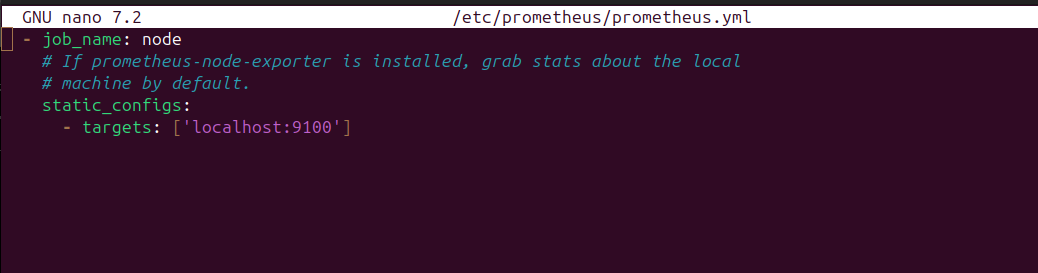 GNU nano 7.2 /etc/prometheus/prometheus.yml
- job_name: node
# If prometheus-node-exporter is installed, grab stats about the local
# machine by default.
static_configs:
- targets: ['localhost:9100']